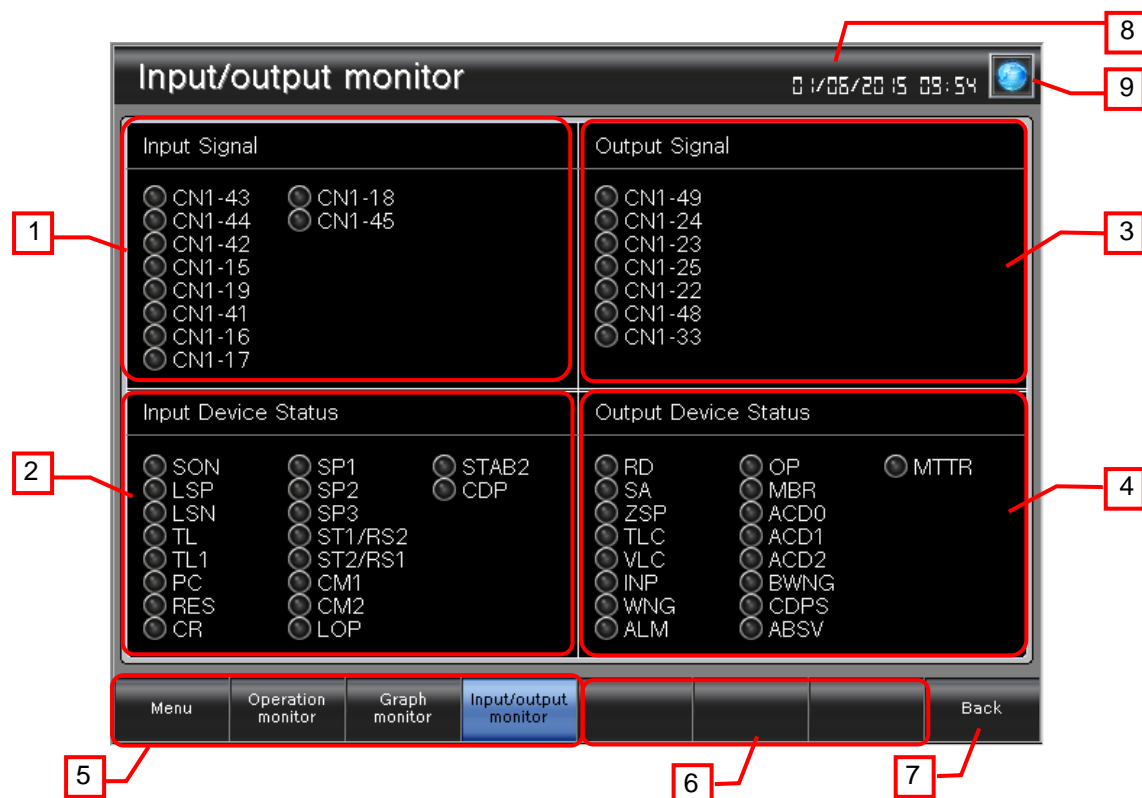 8
Input/output monitor
01/06/2015 09:54
9
Input Signal
CN1-43 CN1-18
CN1-44 CN1-45
CN1-42
CN1-15
CN1-19
CN1-41
CN1-16
CN1-17
1
Output Signal
CN1-49
CN1-24
CN1-23
CN1-25
CN1-22
CN1-48
CN1-33
3
Input Device Status
SON SP1 STAB2
LSP SP2 CDP
LSN SP3
TL ST1/RS2
TL1 ST2/RS1
PC CM1
RES CM2
CR LOP
2
Output Device Status
RD OP MTTR
SA MBR
ZSP ACD0
TLC ACD1
VLC ACD2
INP BWNG
WNG CDPS
ALM ABSV
4
Menu
Operation
monitor
Graph
monitor
Input/output
monitor
Back
5
6
7